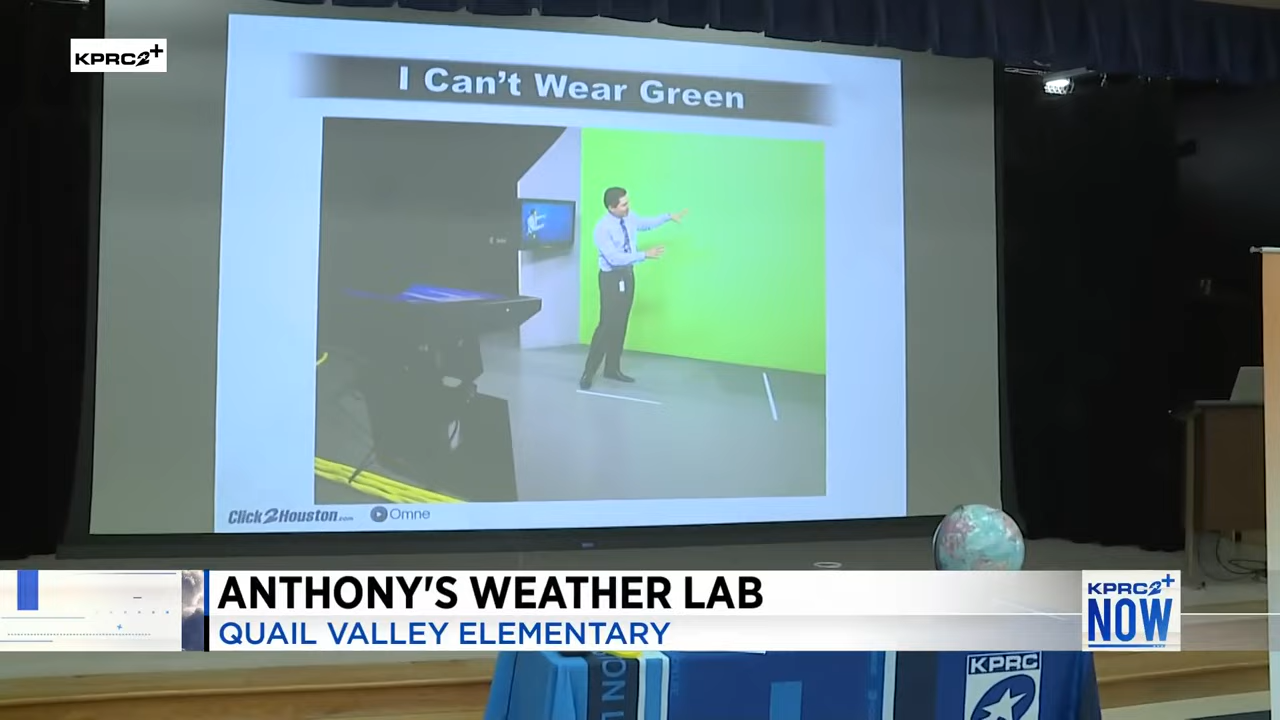 KPRC2+
I Can't Wear Green
Click2Houston.com
Omne
ANTHONY'S WEATHER LAB
QUAIL VALLEY ELEMENTARY
KPRC2+
NOW
KPRC